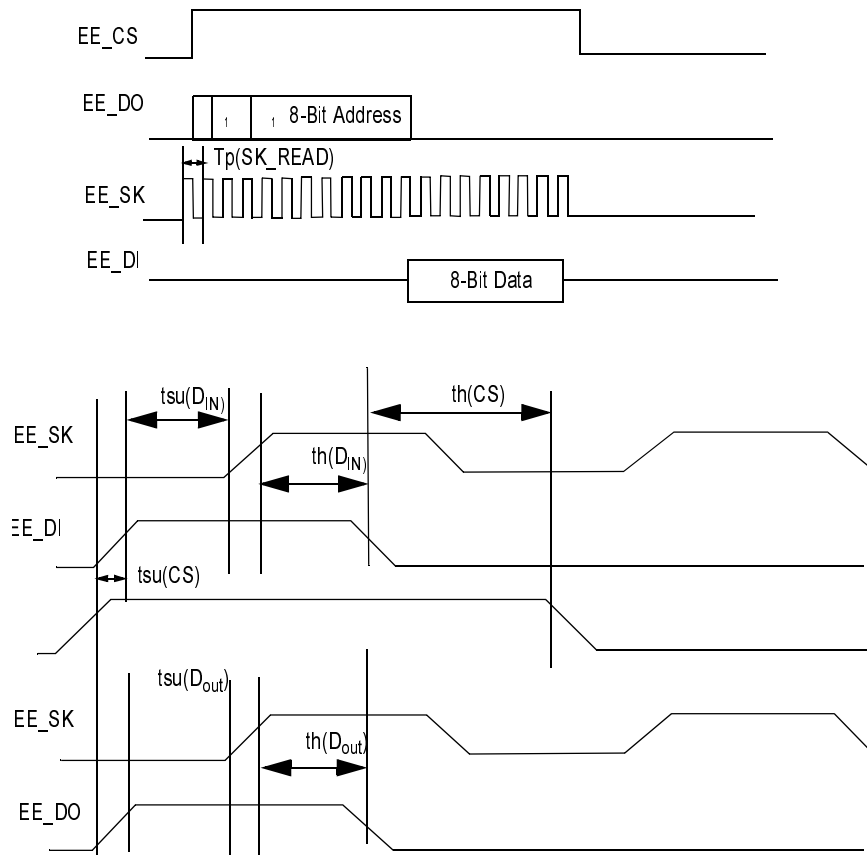 EE_CS
EE_DO
1 1 8-Bit Address
Tp(SK_READ)
EE_SK
EE_DI
8-Bit Data
tsu(DIN)
th(CS)
EE_SK
th(DIN)
EE_DI
tsu(CS)
tsu(Dout)
EE_SK
th(Dout)
EE_DO